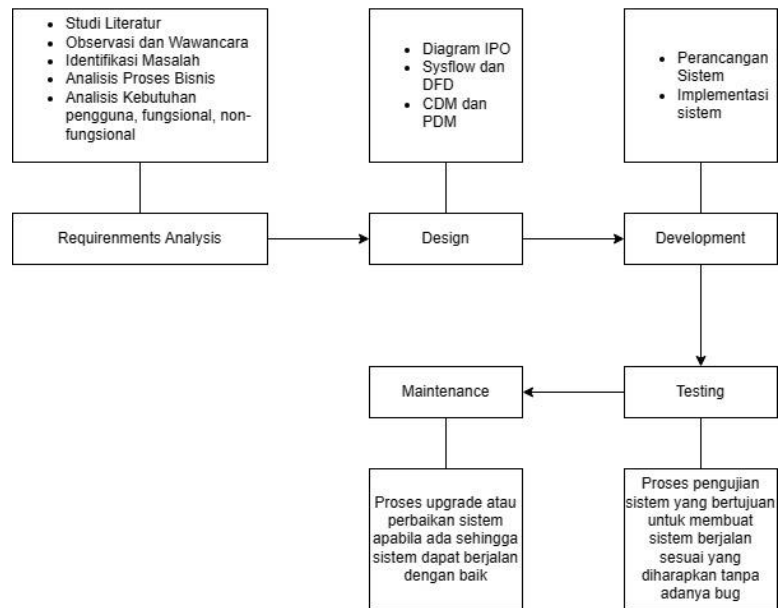 • Studi Literatur
• Observasi dan Wawancara
• Identifikasi Masalah
• Analisis Proses Bisnis
• Analisis Kebutuhan
pengguna, fungsional, non-
fungsional
• Diagram IPO
• Sysflow dan
DFD
• CDM dan
PDM
• Perancangan
Sistem
• Implementasi
sistem
Requirenments Analysis
Design
Development
Maintenance
Testing
Proses upgrade atau
perbaikan sistem
apabila ada sehingga
sistem dapat berjalan
dengan baik
Proses pengujian
sistem yang bertujuan
untuk membuat
sistem berjalan
sesuai yang
diharapkan tanpa
adanya bug